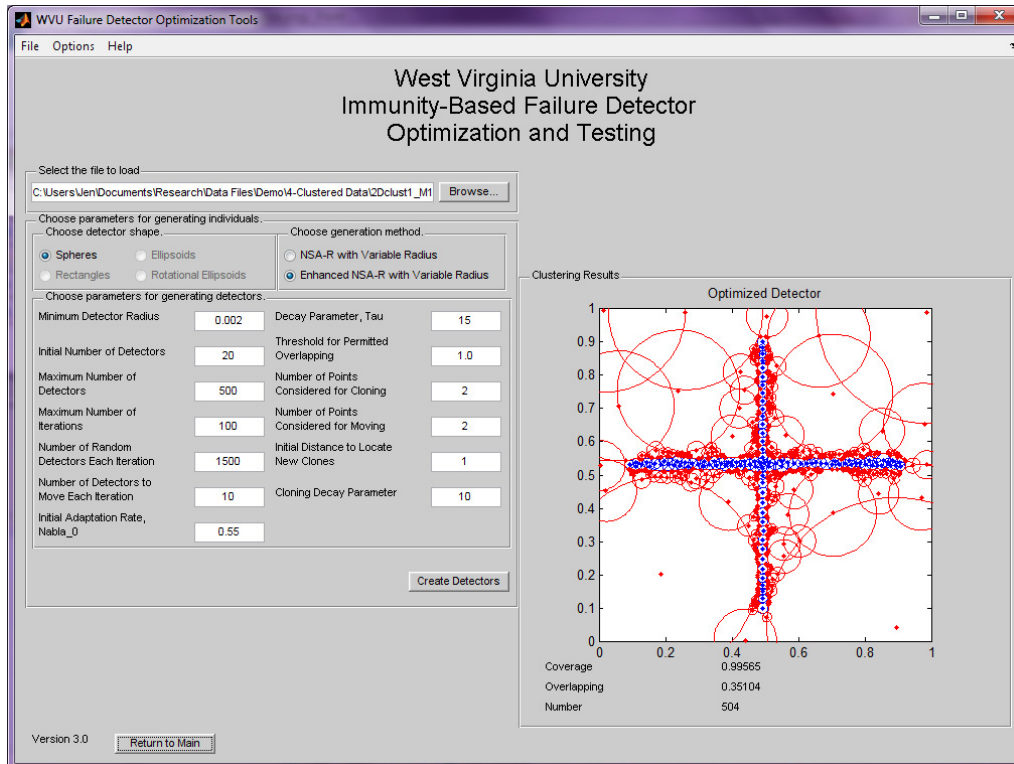 WVU Failure Detector Optimization Tools
File Options Help
West Virginia University
Immunity-Based Failure Detector
Optimization and Testing
Select the file to load
C:\Users\Jen\Documents\Research\Data Files\Demo\4-Clustered Data\2Dclust1_M1
Browse...
Choose parameters for generating individuals.
Choose detector shape.
Spheres
Ellipsoids
Rectangles
Rotational Ellipsoids
Choose generation method.
NSA-R with Variable Radius
Enhanced NSA-R with Variable Radius
Choose parameters for generating detectors.
Minimum Detector Radius
0.002
Initial Number of Detectors
20
Maximum Number of
Detectors
500
Maximum Number of
Iterations
100
Number of Random
Detectors Each Iteration
1500
Number of Detectors to
Move Each Iteration
10
Initial Adaptation Rate,
Nabla_0
0.55
Decay Parameter, Tau
15
Threshold for Permitted
Overlapping
1.0
Number of Points
Considered for Cloning
2
Number of Points
Considered for Moving
2
Initial Distance to Locate
New Clones
1
Cloning Decay Parameter
10
Create Detectors
Clustering Results
Optimized Detector
1
0.9
0.8
0.7
0.6
0.5
0.4
0.3
0.2
0.1
0
0 0.2 0.4 0.6 0.8 1
Coverage 0.99565
Overlapping 0.35104
Number 504
Version 3.0
Return to Main